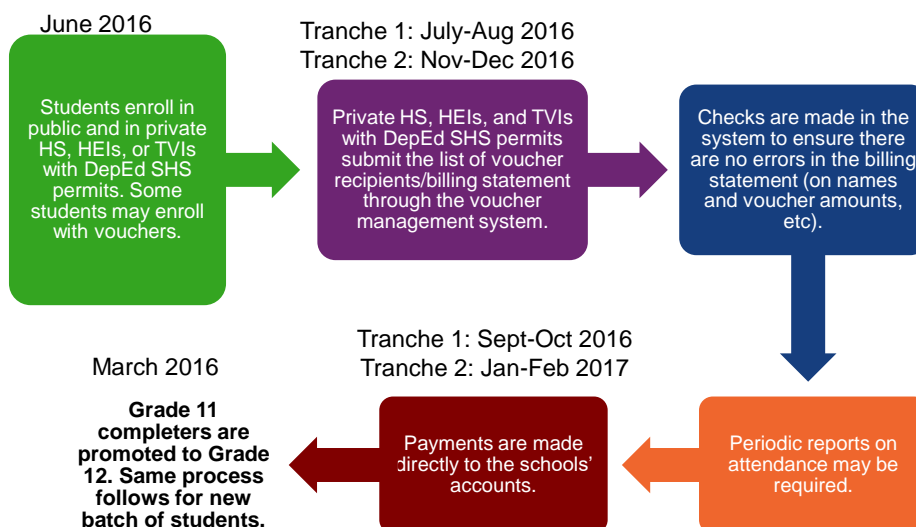 June 2016
Students enroll in
public and in private
HS, HEIs, or TVIs
with DepEd SHS
permits. Some
students may enroll
with vouchers.
Tranche 1: July-Aug 2016
Tranche 2: Nov-Dec 2016
Private HS, HEIs, and TVIs
with DepEd SHS permits
submit the list of voucher
recipients/billing statement
through the voucher
management system.
Checks are made in the
system to ensure there
are no errors in the billing
statement (on names
and voucher amounts,
etc).
Periodic reports on
attendance may be
required.
Tranche 1: Sept-Oct 2016
Tranche 2: Jan-Feb 2017
Payments are made
directly to the schools’
accounts.
March 2016
Grade 11
completers are
promoted to Grade
12. Same process
follows for new
batch of students.